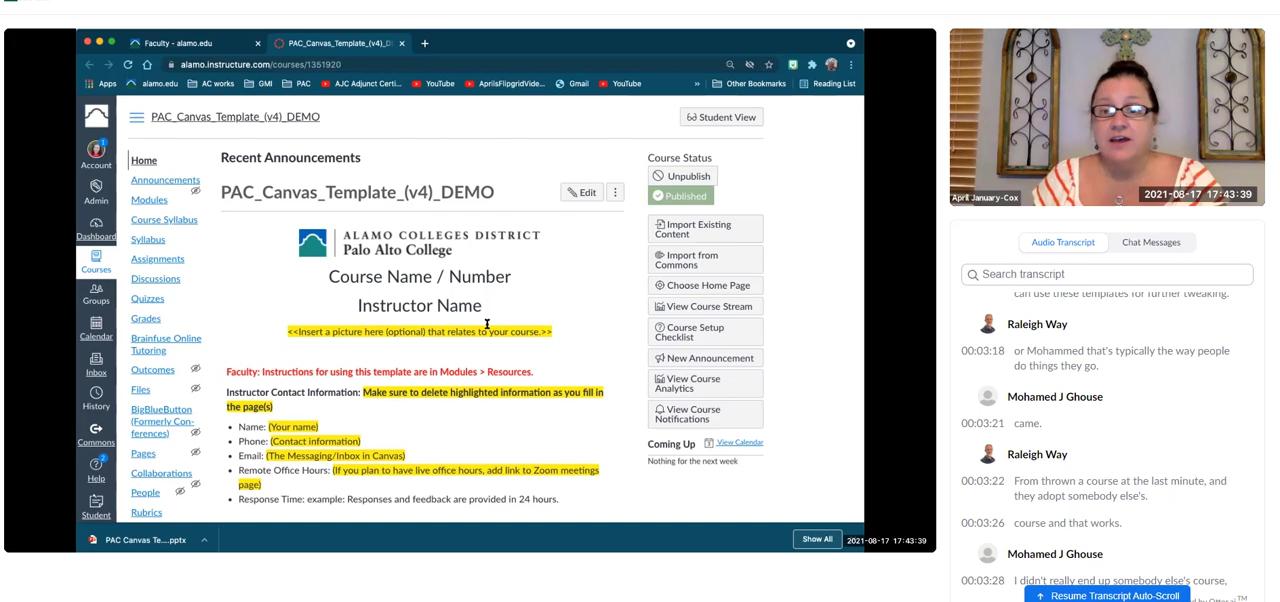 Faculty - alamo.edu
PAC_Canvas_Template_(v4)_D
alamo.instructure.com/courses/1351920
Apps
alamo.edu
AC works
GMI
PAC
AJC Adjunct Certi...
YouTube
AprilsFlipgridVide...
Gmail
YouTube
»
Other Bookmarks
Reading List
1
Account
Admin
Dashboard
Courses
Groups
Calendar
Inbox
History
Commons
2
Help
Student
PAC_Canvas_Template_(v4)_DEMO
Student View
Home
Announcements
Modules
Course Syllabus
Syllabus
Assignments
Discussions
Quizzes
Grades
Brainfuse Online
Tutoring
Outcomes
Files
BigBlueButton
(Formerly Con-
ferences)
Pages
Collaborations
People
Rubrics
Recent Announcements
PAC_Canvas_Template_(v4)_DEMO
Edit
ALAMO COLLEGES DISTRICT
Palo Alto College
Course Name / Number
Instructor Name
<<Insert a picture here (optional) that relates to your course.>>
Faculty: Instructions for using this template are in Modules > Resources.
Instructor Contact Information: Make sure to delete highlighted information as you fill in
the page(s)
• Name: (Your name)
• Phone: (Contact information)
• Email: (The Messaging/Inbox in Canvas)
• Remote Office Hours: (If you plan to have live office hours, add link to Zoom meetings
page)
• Response Time: example: Responses and feedback are provided in 24 hours.
Course Status
Unpublish
Published
Import Existing
Content
Import from
Commons
Choose Home Page
View Course Stream
Course Setup
Checklist
New Announcement
View Course
Analytics
View Course
Notifications
Coming Up
View Calendar
Nothing for the next week
PAC Canvas Te....pptx
Show All
2021-08-17 17:43:39
April January-Cox
2021-08-17 17:43:39
Audio Transcript
Chat Messages
Search transcript
can use these templates for further tweaking.
Raleigh Way
00:03:18 or Mohammed that's typically the way people
do things they go.
Mohamed J Ghouse
00:03:21 came.
Raleigh Way
00:03:22 From thrown a course at the last minute, and
they adopt somebody else's.
00:03:26 course and that works.
Mohamed J Ghouse
00:03:28 I didn't really end up somebody else's course,
Resume Transcript Auto-Scroll